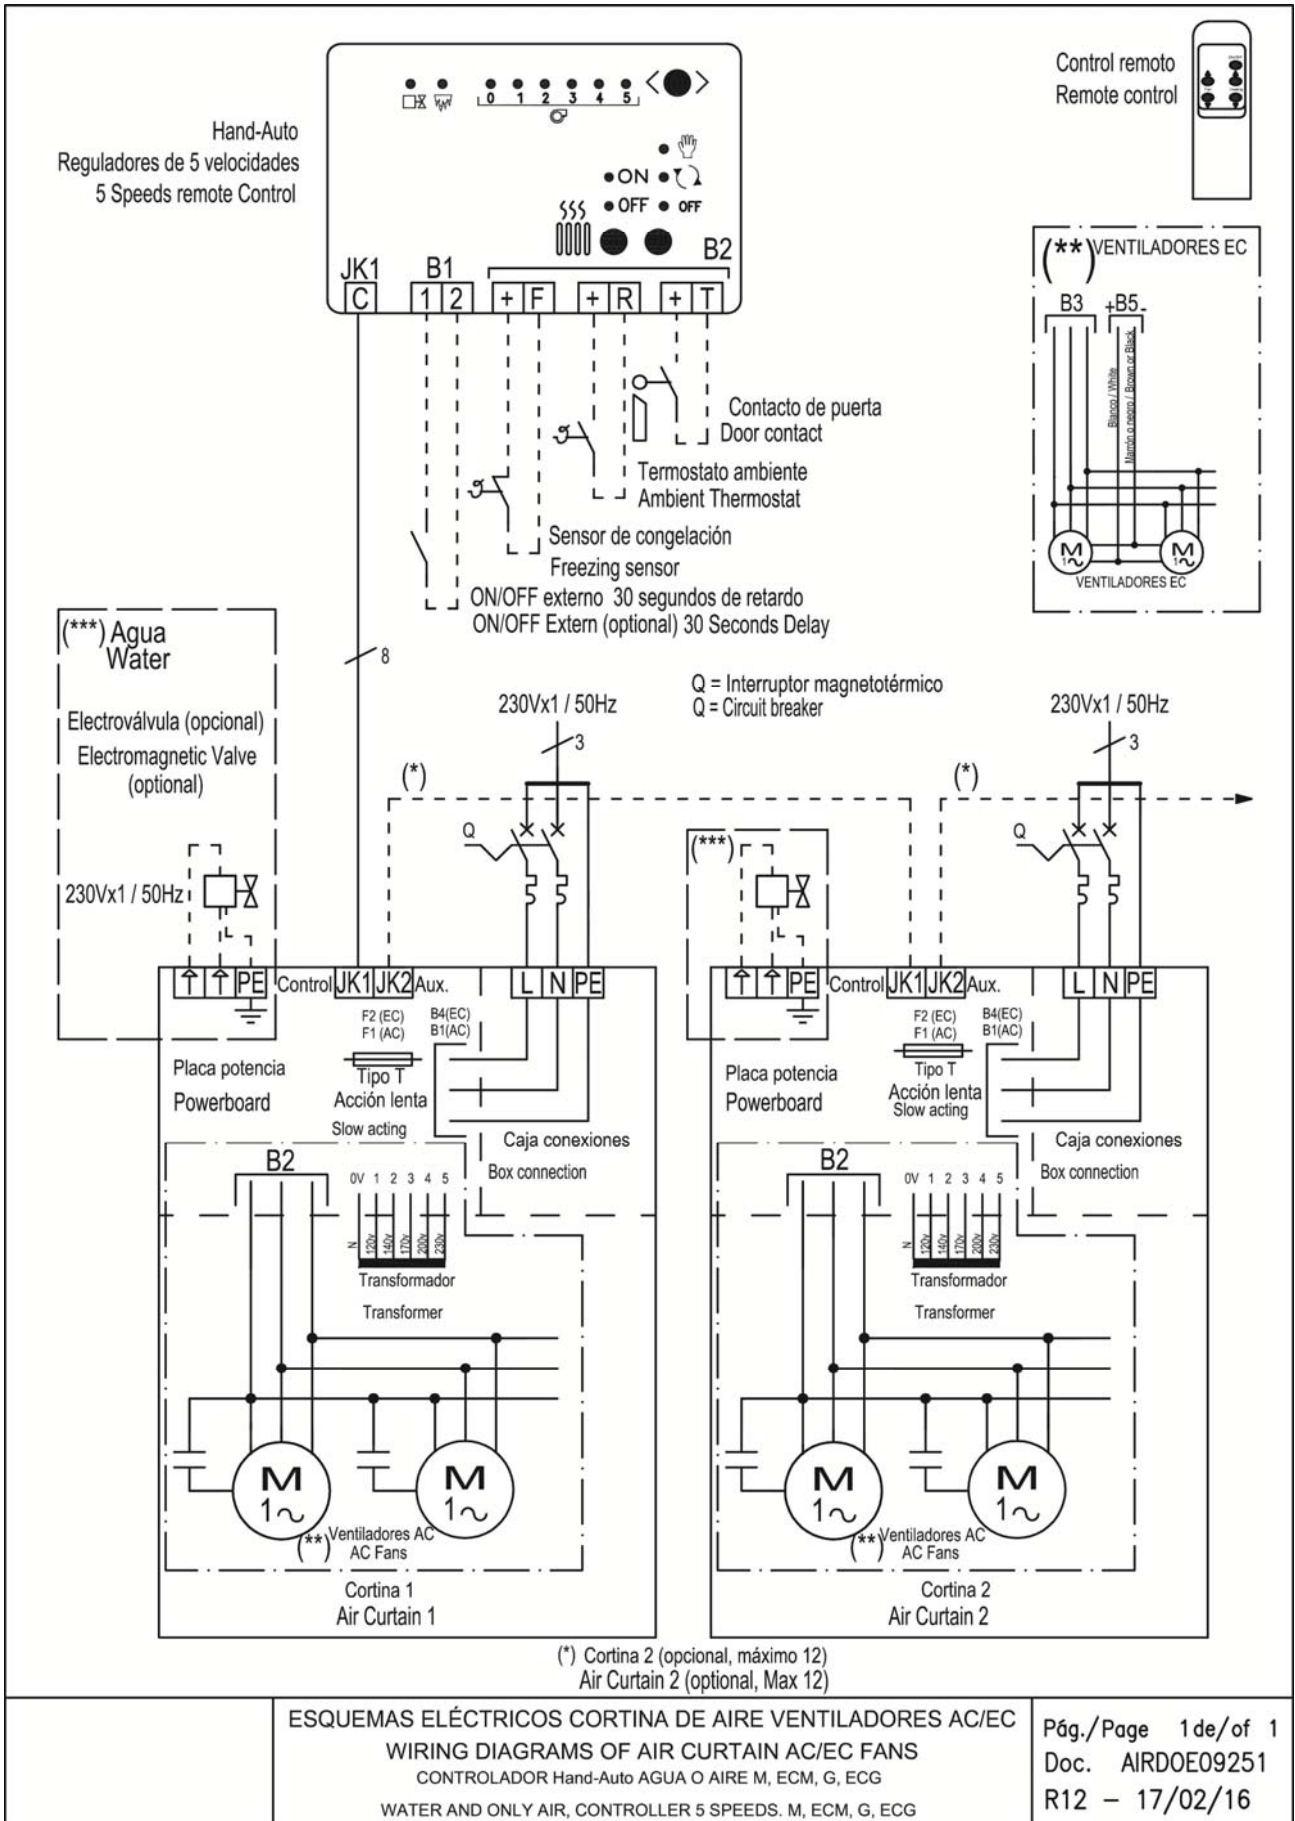 Control remoto
Remote control
0 1 2 3 4 5
Hand-Auto
Reguladores de 5 velocidades
5 Speeds remote Control
ON
OFF OFF
B2
JK1 B1
C 1 2 + F + R + T
(**) VENTILADORES EC
B3 +B5-
Blanco / White
Marrón o negro / Brown or Black
M 1~ M 1~
VENTILADORES EC
Contacto de puerta
Door contact
Termostato ambiente
Ambient Thermostat
Sensor de congelación
Freezing sensor
ON/OFF externo 30 segundos de retardo
ON/OFF Extern (optional) 30 Seconds Delay
8
(***) Agua
Water
Electroválvula (opcional)
Electromagnetic Valve
(optional)
230Vx1 / 50Hz
Q = Interruptor magnetotérmico
Q = Circuit breaker
230Vx1 / 50Hz
3
(*)
Q
230Vx1 / 50Hz
3
(*)
Q
(***)
PE Control JK1 JK2 Aux. L N PE
F2 (EC)
F1 (AC)
B4(EC)
B1(AC)
Tipo T
Acción lenta
Slow acting
Placa potencia
Powerboard
Caja conexiones
Box connection
B2
0V 1 2 3 4 5
N 120v 140v 170v 200v 230v
Transformador
Transformer
M 1~ M 1~
(**) Ventiladores AC
AC Fans
Cortina 1
Air Curtain 1
PE Control JK1 JK2 Aux. L N PE
F2 (EC)
F1 (AC)
B4(EC)
B1(AC)
Tipo T
Acción lenta
Slow acting
Placa potencia
Powerboard
Caja conexiones
Box connection
B2
0V 1 2 3 4 5
N 120v 140v 170v 200v 230v
Transformador
Transformer
M 1~ M 1~
(**) Ventiladores AC
AC Fans
Cortina 2
Air Curtain 2
(*) Cortina 2 (opcional, máximo 12)
Air Curtain 2 (optional, Max 12)
ESQUEMAS ELÉCTRICOS CORTINA DE AIRE VENTILADORES AC/EC
WIRING DIAGRAMS OF AIR CURTAIN AC/EC FANS
CONTROLADOR Hand-Auto AGUA O AIRE M, ECM, G, ECG
WATER AND ONLY AIR, CONTROLLER 5 SPEEDS. M, ECM, G, ECG
Pág./Page 1de/of 1
Doc. AIRDOE09251
R12 – 17/02/16